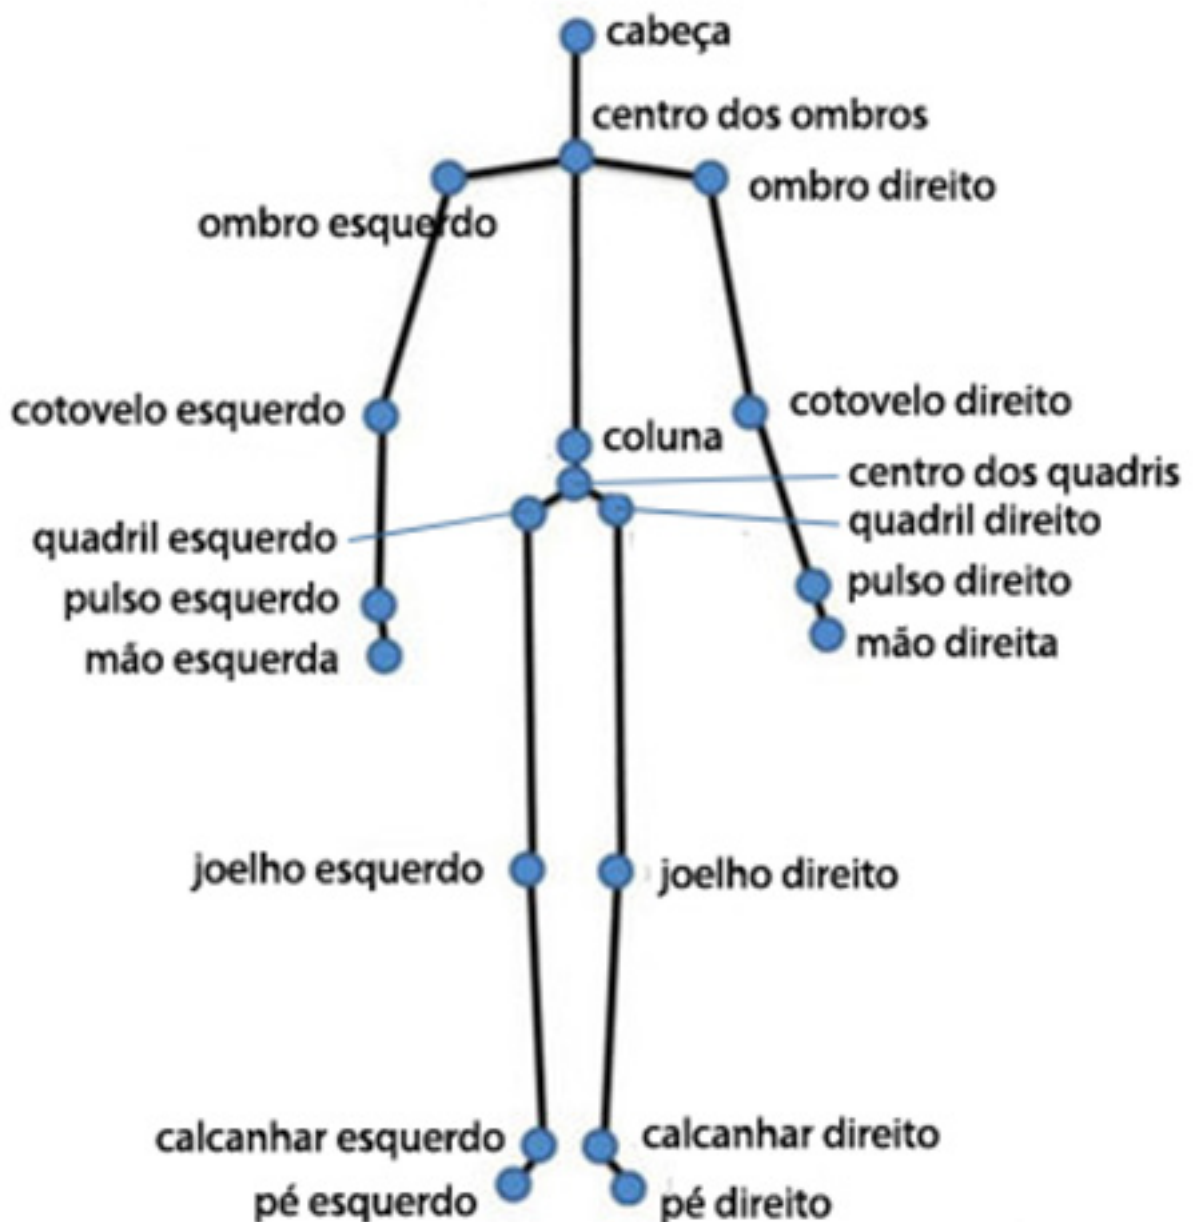 cabeça
centro dos ombros
ombro direito
ombro esquerdo
cotovelo direito
cotovelo esquerdo
coluna
centro dos quadris
quadril direito
quadril esquerdo
pulso direito
pulso esquerdo
mão direita
mão esquerda
joelho esquerdo
joelho direito
calcanhar esquerdo
calcanhar direito
pé esquerdo
pé direito